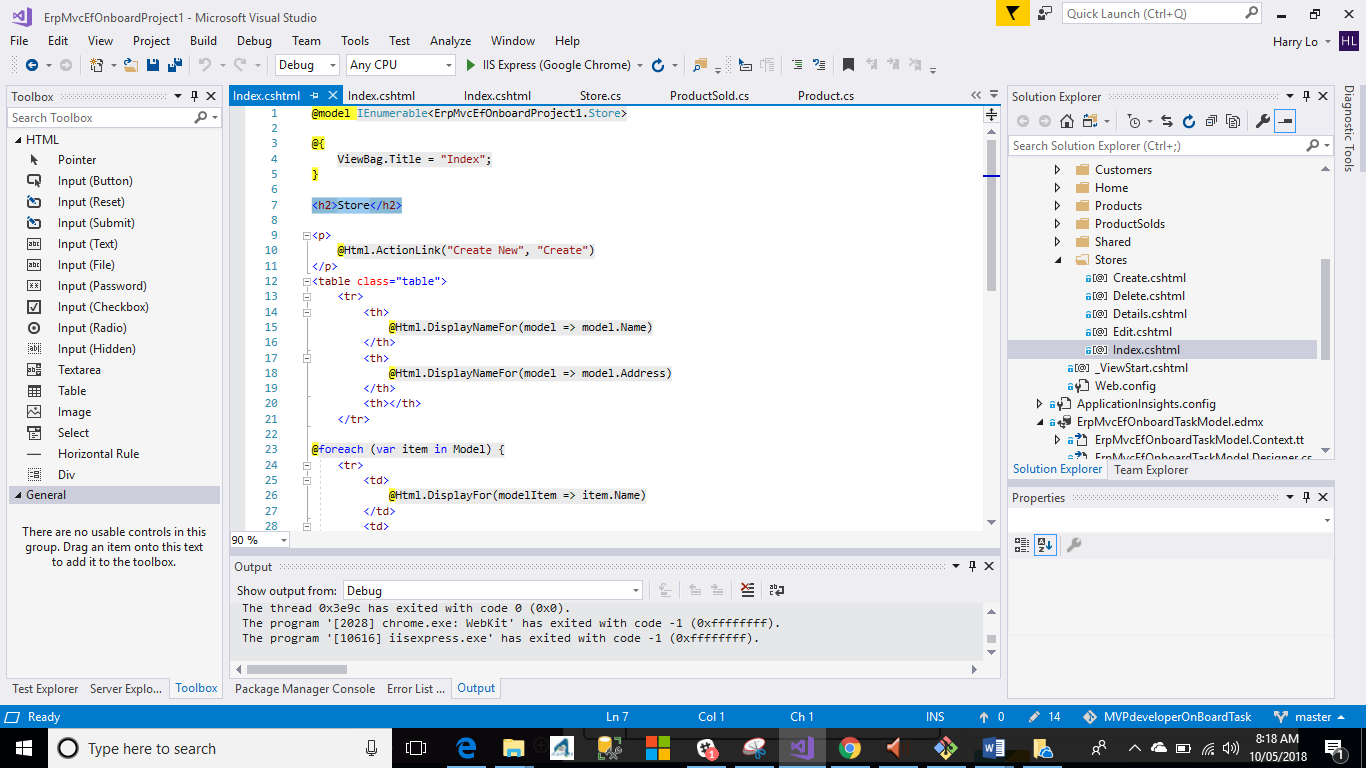 ErpMvcEfOnboardProject1 - Microsoft Visual Studio
Quick Launch (Ctrl+Q)
File Edit View Project Build Debug Team Tools Test Analyze Window Help
Harry Lo HL
Debug Any CPU IIS Express (Google Chrome)
Toolbox
Search Toolbox
HTML
Pointer
Input (Button)
Input (Reset)
Input (Submit)
Input (Text)
Input (File)
Input (Password)
Input (Checkbox)
Input (Radio)
Input (Hidden)
Textarea
Table
Image
Select
Horizontal Rule
Div
General
There are no usable controls in this
group. Drag an item onto this text
to add it to the toolbox.
Test Explorer Server Explo... Toolbox
Index.cshtml Index.cshtml Index.cshtml Store.cs ProductSold.cs Product.cs
1 @model IEnumerable<ErpMvcEfOnboardProject1.Store>
2
3 @{
4 ViewBag.Title = "Index";
5 }
6
7 <h2>Store</h2>
8
9 <p>
10 @Html.ActionLink("Create New", "Create")
11 </p>
12 <table class="table">
13 <tr>
14 <th>
15 @Html.DisplayNameFor(model => model.Name)
16 </th>
17 <th>
18 @Html.DisplayNameFor(model => model.Address)
19 </th>
20 <th></th>
21 </tr>
22
23 @foreach (var item in Model) {
24 <tr>
25 <td>
26 @Html.DisplayFor(modelItem => item.Name)
27 </td>
28 <td>
90 %
Output
Show output from: Debug
The thread 0x3e9c has exited with code 0 (0x0).
The program '[2028] chrome.exe: WebKit' has exited with code -1 (0xffffffff).
The program '[10616] iisexpress.exe' has exited with code -1 (0xffffffff).
Package Manager Console Error List ... Output
Solution Explorer
Search Solution Explorer (Ctrl+;)
Customers
Home
Products
ProductSolds
Shared
Stores
Create.cshtml
Delete.cshtml
Details.cshtml
Edit.cshtml
Index.cshtml
_ViewStart.cshtml
Web.config
ApplicationInsights.config
ErpMvcEfOnboardTaskModel.edmx
ErpMvcEfOnboardTaskModel.Context.tt
ErpMvcEfOnboardTaskModel.Designer.cs
Solution Explorer Team Explorer
Properties
Diagnostic Tools
Ready Ln 7 Col 1 Ch 1 INS 0 14 MVPdeveloperOnBoardTask master
Type here to search
8:18 AM
10/05/2018